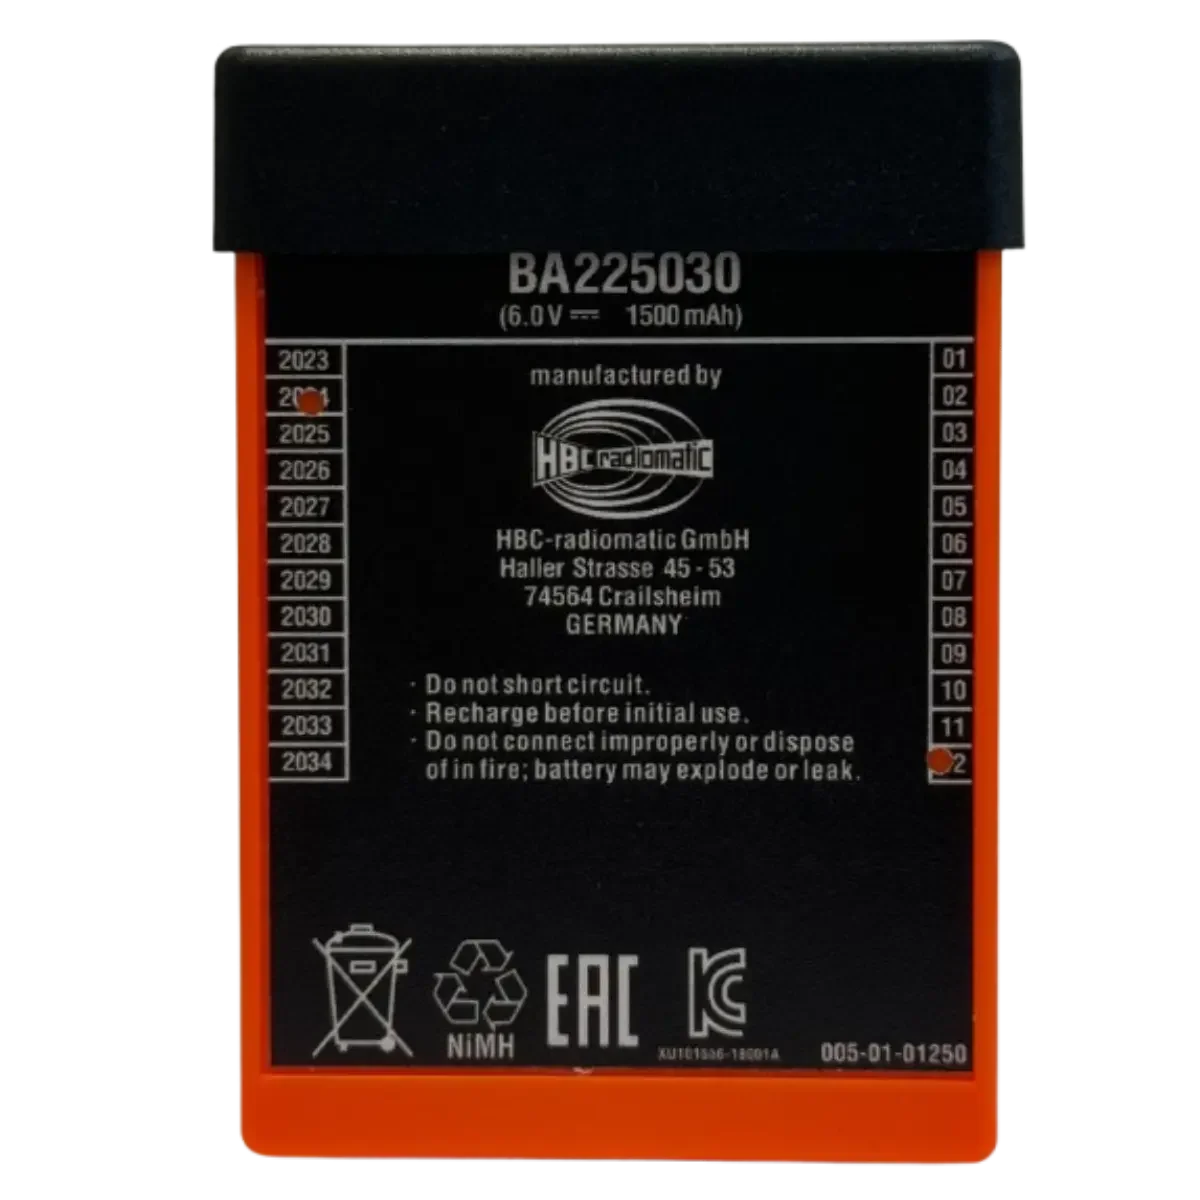 BA225030
(6.0V ⎓ 1500 mAh)
2023
2025
2026
2027
2028
2029
2030
2031
2032
2033
2034
manufactured by
HBC radiomatic
HBC-radiomatic GmbH
Haller Strasse 45 - 53
74564 Crailsheim
GERMANY
· Do not short circuit.
· Recharge before initial use.
· Do not connect improperly or dispose
of in fire; battery may explode or leak.
01
02
03
04
05
06
07
08
09
10
11
NiMH
EAC
KC
005-01-01250